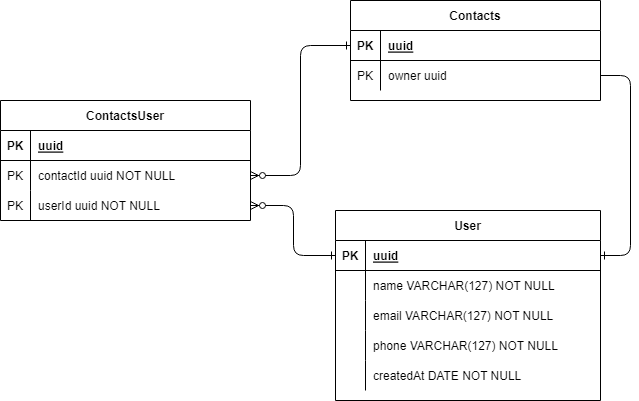 Contacts
PK uuid
PK owner uuid
ContactsUser
PK uuid
PK contactId uuid NOT NULL
PK userId uuid NOT NULL
User
PK uuid
name VARCHAR(127) NOT NULL
email VARCHAR(127) NOT NULL
phone VARCHAR(127) NOT NULL
createdAt DATE NOT NULL